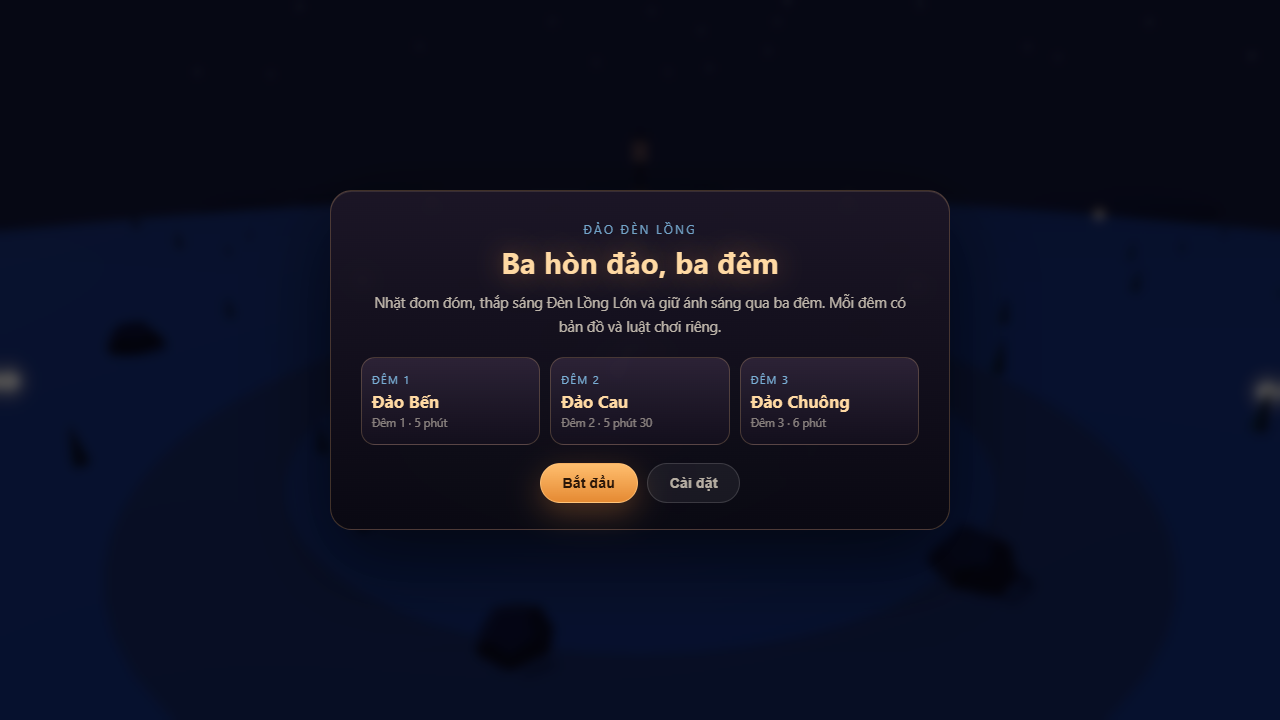 ĐẢO ĐÈN LỒNG
Ba hòn đảo, ba đêm
Nhặt đom đóm, thắp sáng Đèn Lồng Lớn và giữ ánh sáng qua ba đêm. Mỗi đêm có
bản đồ và luật chơi riêng.
ĐÊM 1
Đảo Bến
Đêm 1 · 5 phút
ĐÊM 2
Đảo Cau
Đêm 2 · 5 phút 30
ĐÊM 3
Đảo Chuông
Đêm 3 · 6 phút
Bắt đầu
Cài đặt